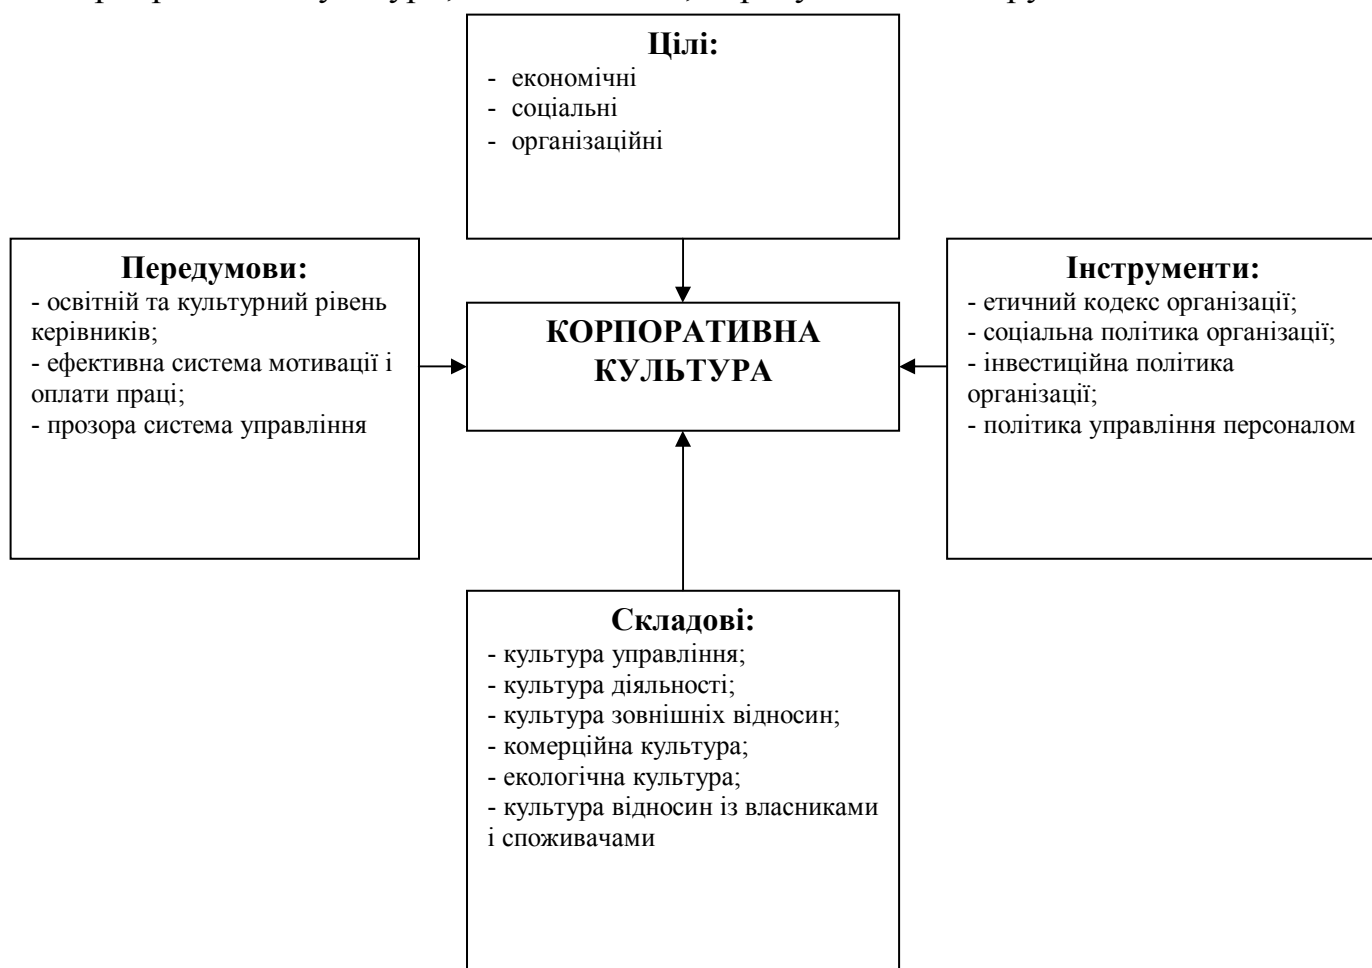 Цілі:
- економічні
- соціальні
- організаційні
Передумови:
- освітній та культурний рівень
керівників;
- ефективна система мотивації і
оплати праці;
- прозора система управління
КОРПОРАТИВНА
КУЛЬТУРА
Інструменти:
- етичний кодекс організації;
- соціальна політика організації;
- інвестиційна політика
організації;
- політика управління персоналом
Складові:
- культура управління;
- культура діяльності;
- культура зовнішніх відносин;
- комерційна культура;
- екологічна культура;
- культура відносин із власниками
і споживачами